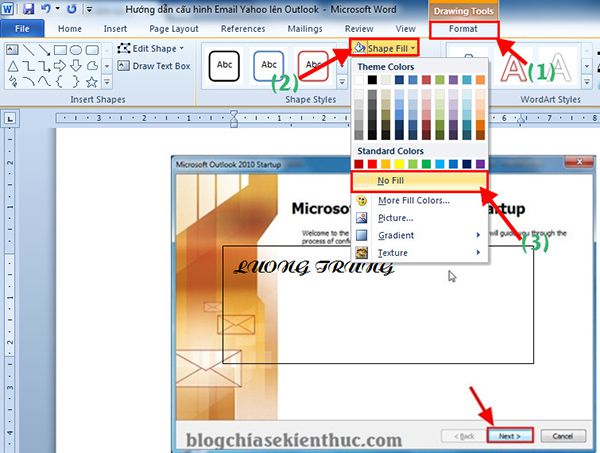 Hướng dẫn cấu hình Email Yahoo lên Outlook - Microsoft Word
Drawing Tools
File Home Insert Page Layout References Mailings Review View Format
Edit Shape
Draw Text Box
Insert Shapes
Abc Abc Abc
Shape Styles
Shape Fill
(2)
(1)
A A
WordArt Styles
Theme Colors
Standard Colors
No Fill
More Fill Colors...
Picture...
Gradient
Texture
(3)
Microsoft Outlook 2010 Startup
Microso
rtup
Welcome to the
will guide you through the
process of confi
LUONG TRUNG
blogchiasekienthuc.com
< Back Next > Cancel